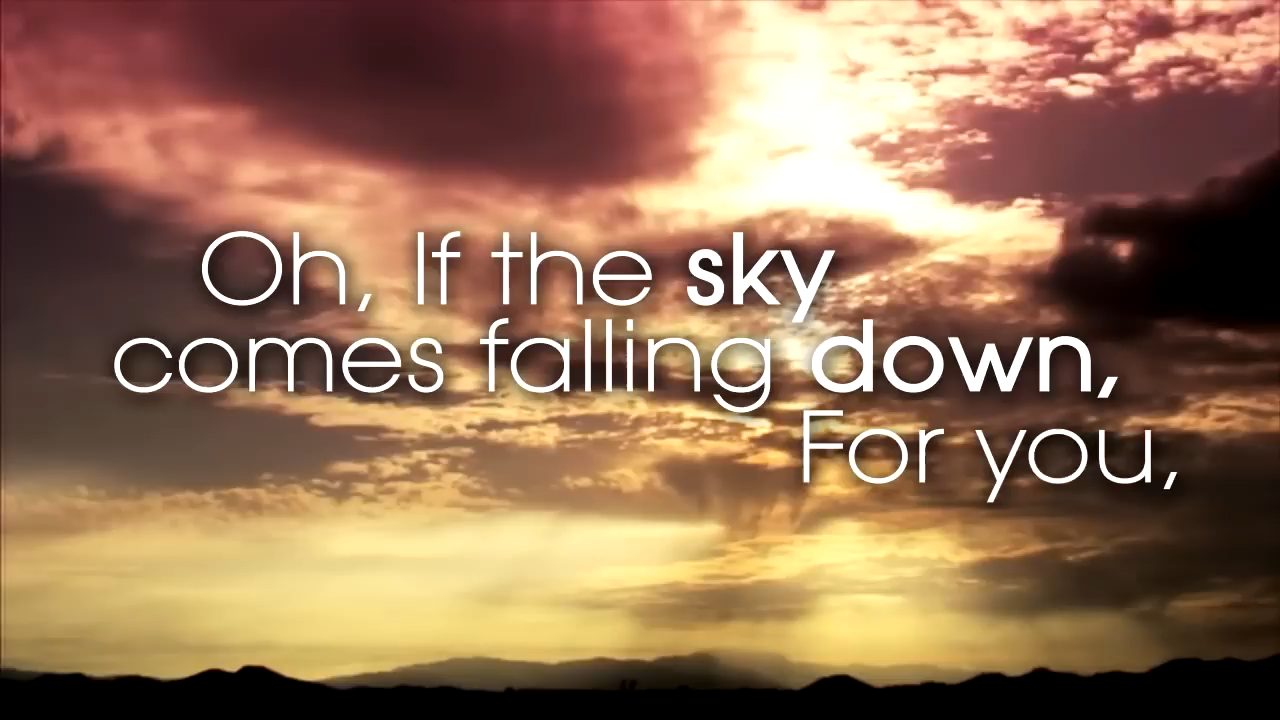 Oh, If the sky
comes falling down,
For you,